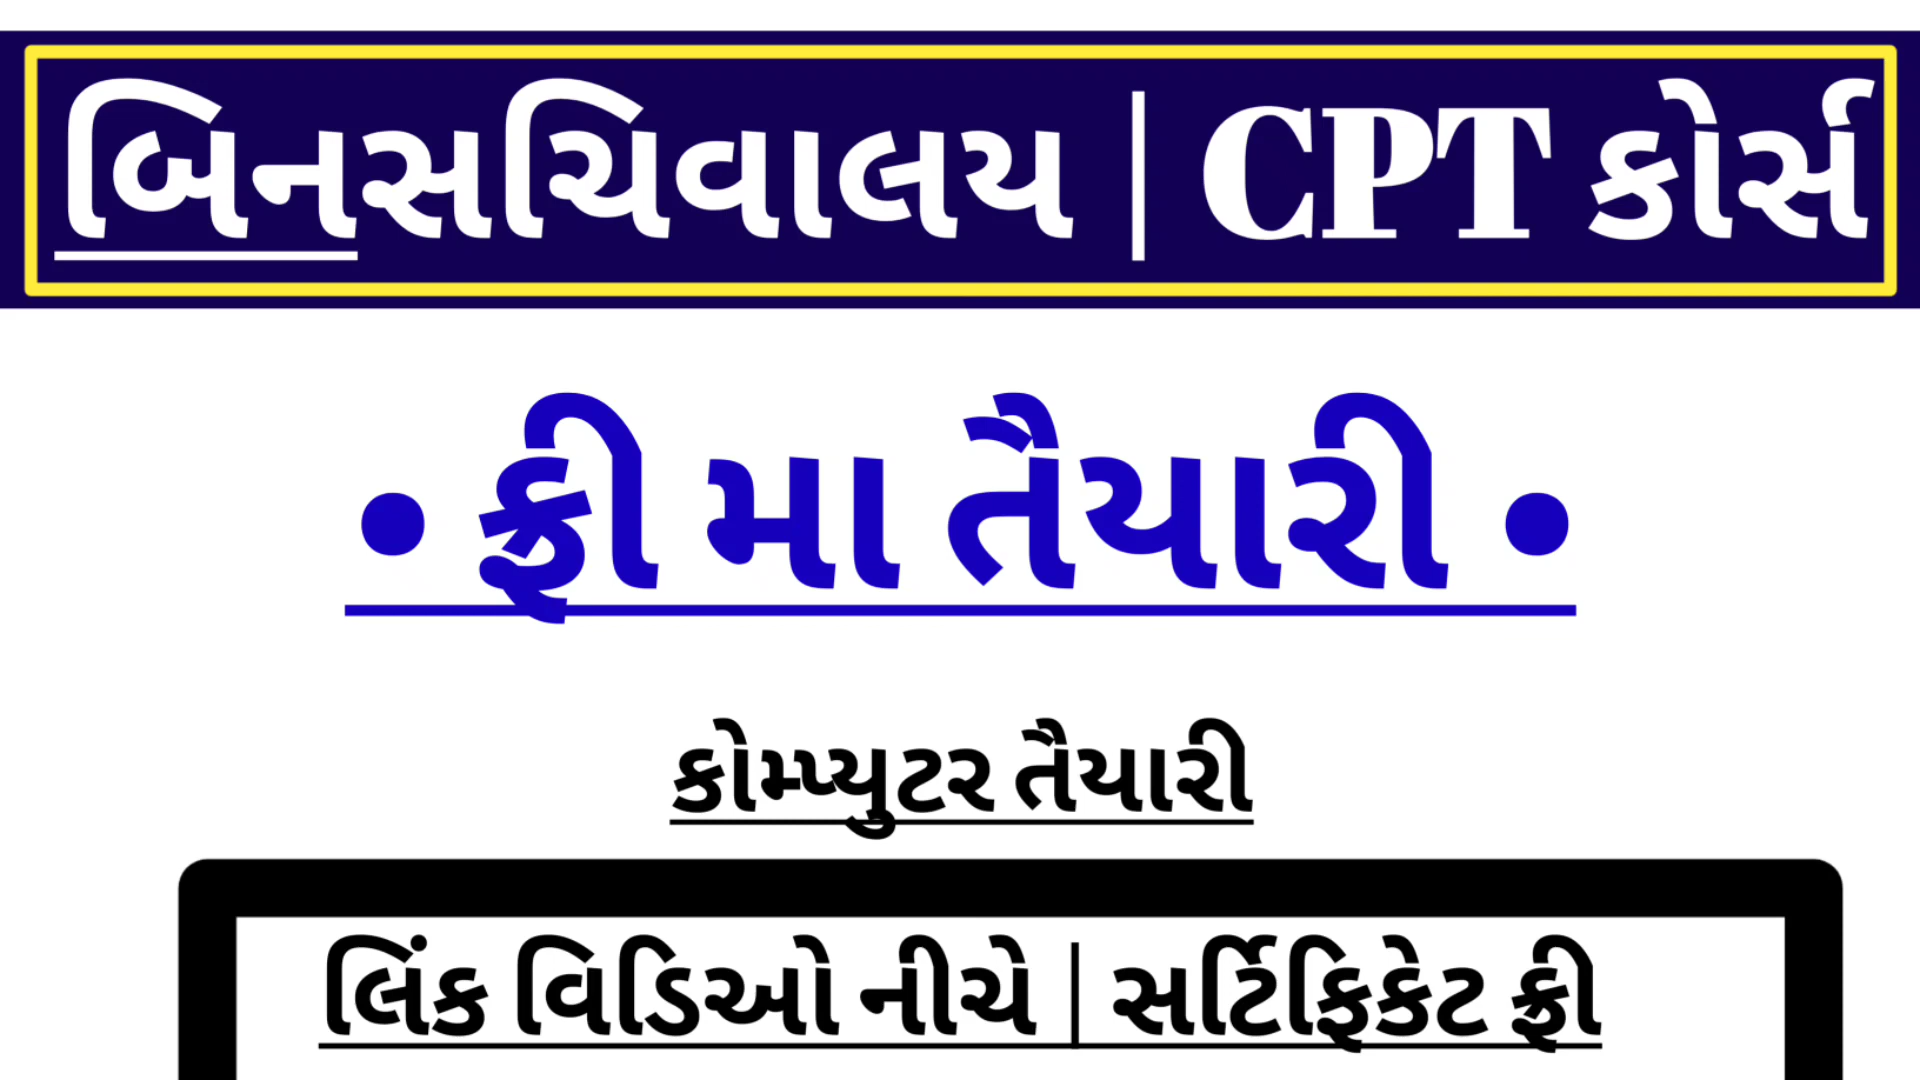 બિનસચિવાલય | CPT કોર્સ
• ફ્રી મા તૈયારી •
કોમ્પ્યુટર તૈયારી
લિંક વિડિઓ નીચે | સર્ટિફિકેટ ફ્રી